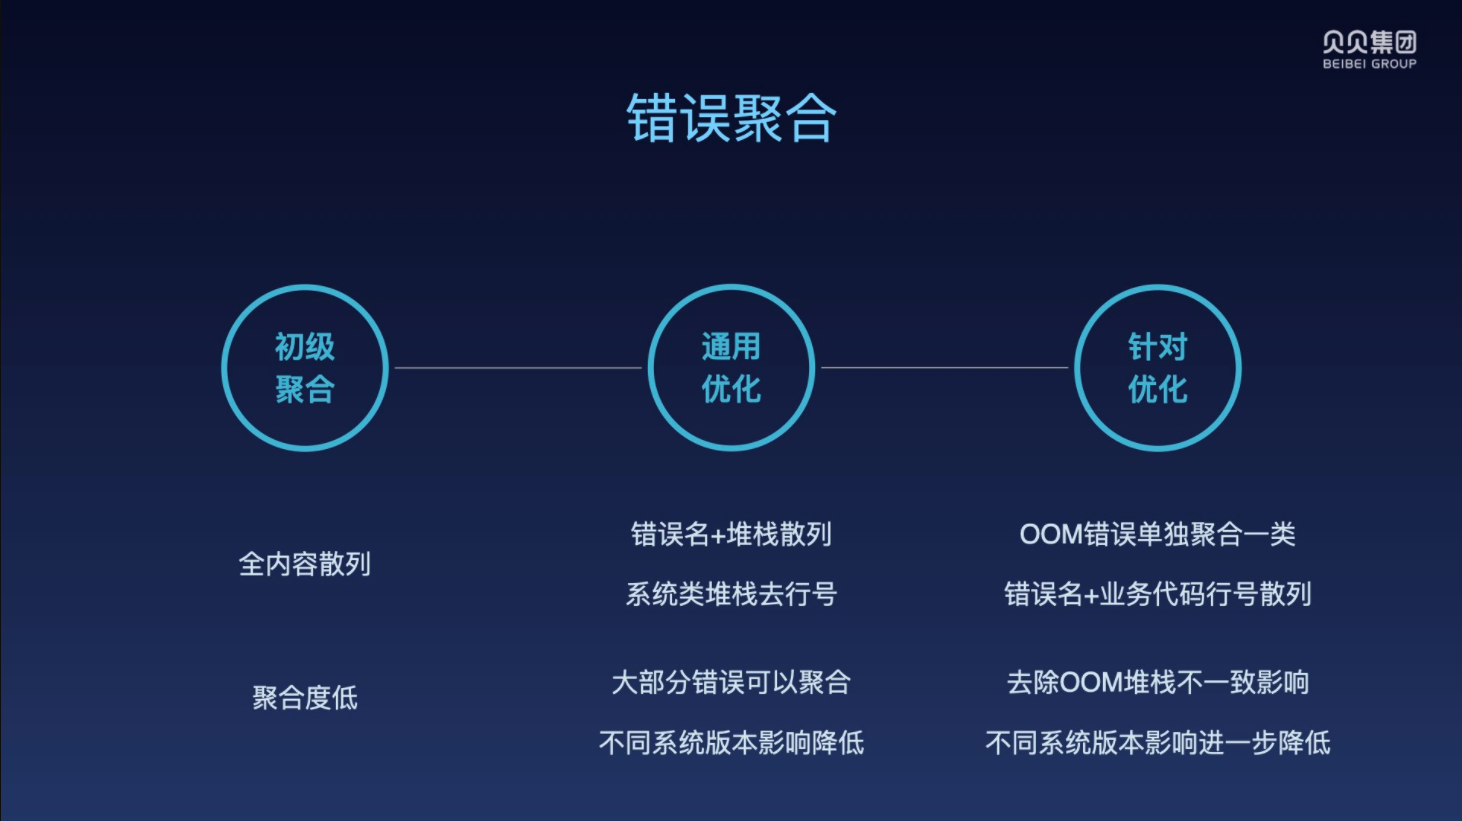 贝贝集团
BEIBEI GROUP
错误聚合
初级
聚合
通用
优化
针对
优化
全内容散列
聚合度低
错误名+堆栈散列
系统类堆栈去行号
大部分错误可以聚合
不同系统版本影响降低
OOM错误单独聚合一类
错误名+业务代码行号散列
去除OOM堆栈不一致影响
不同系统版本影响进一步降低